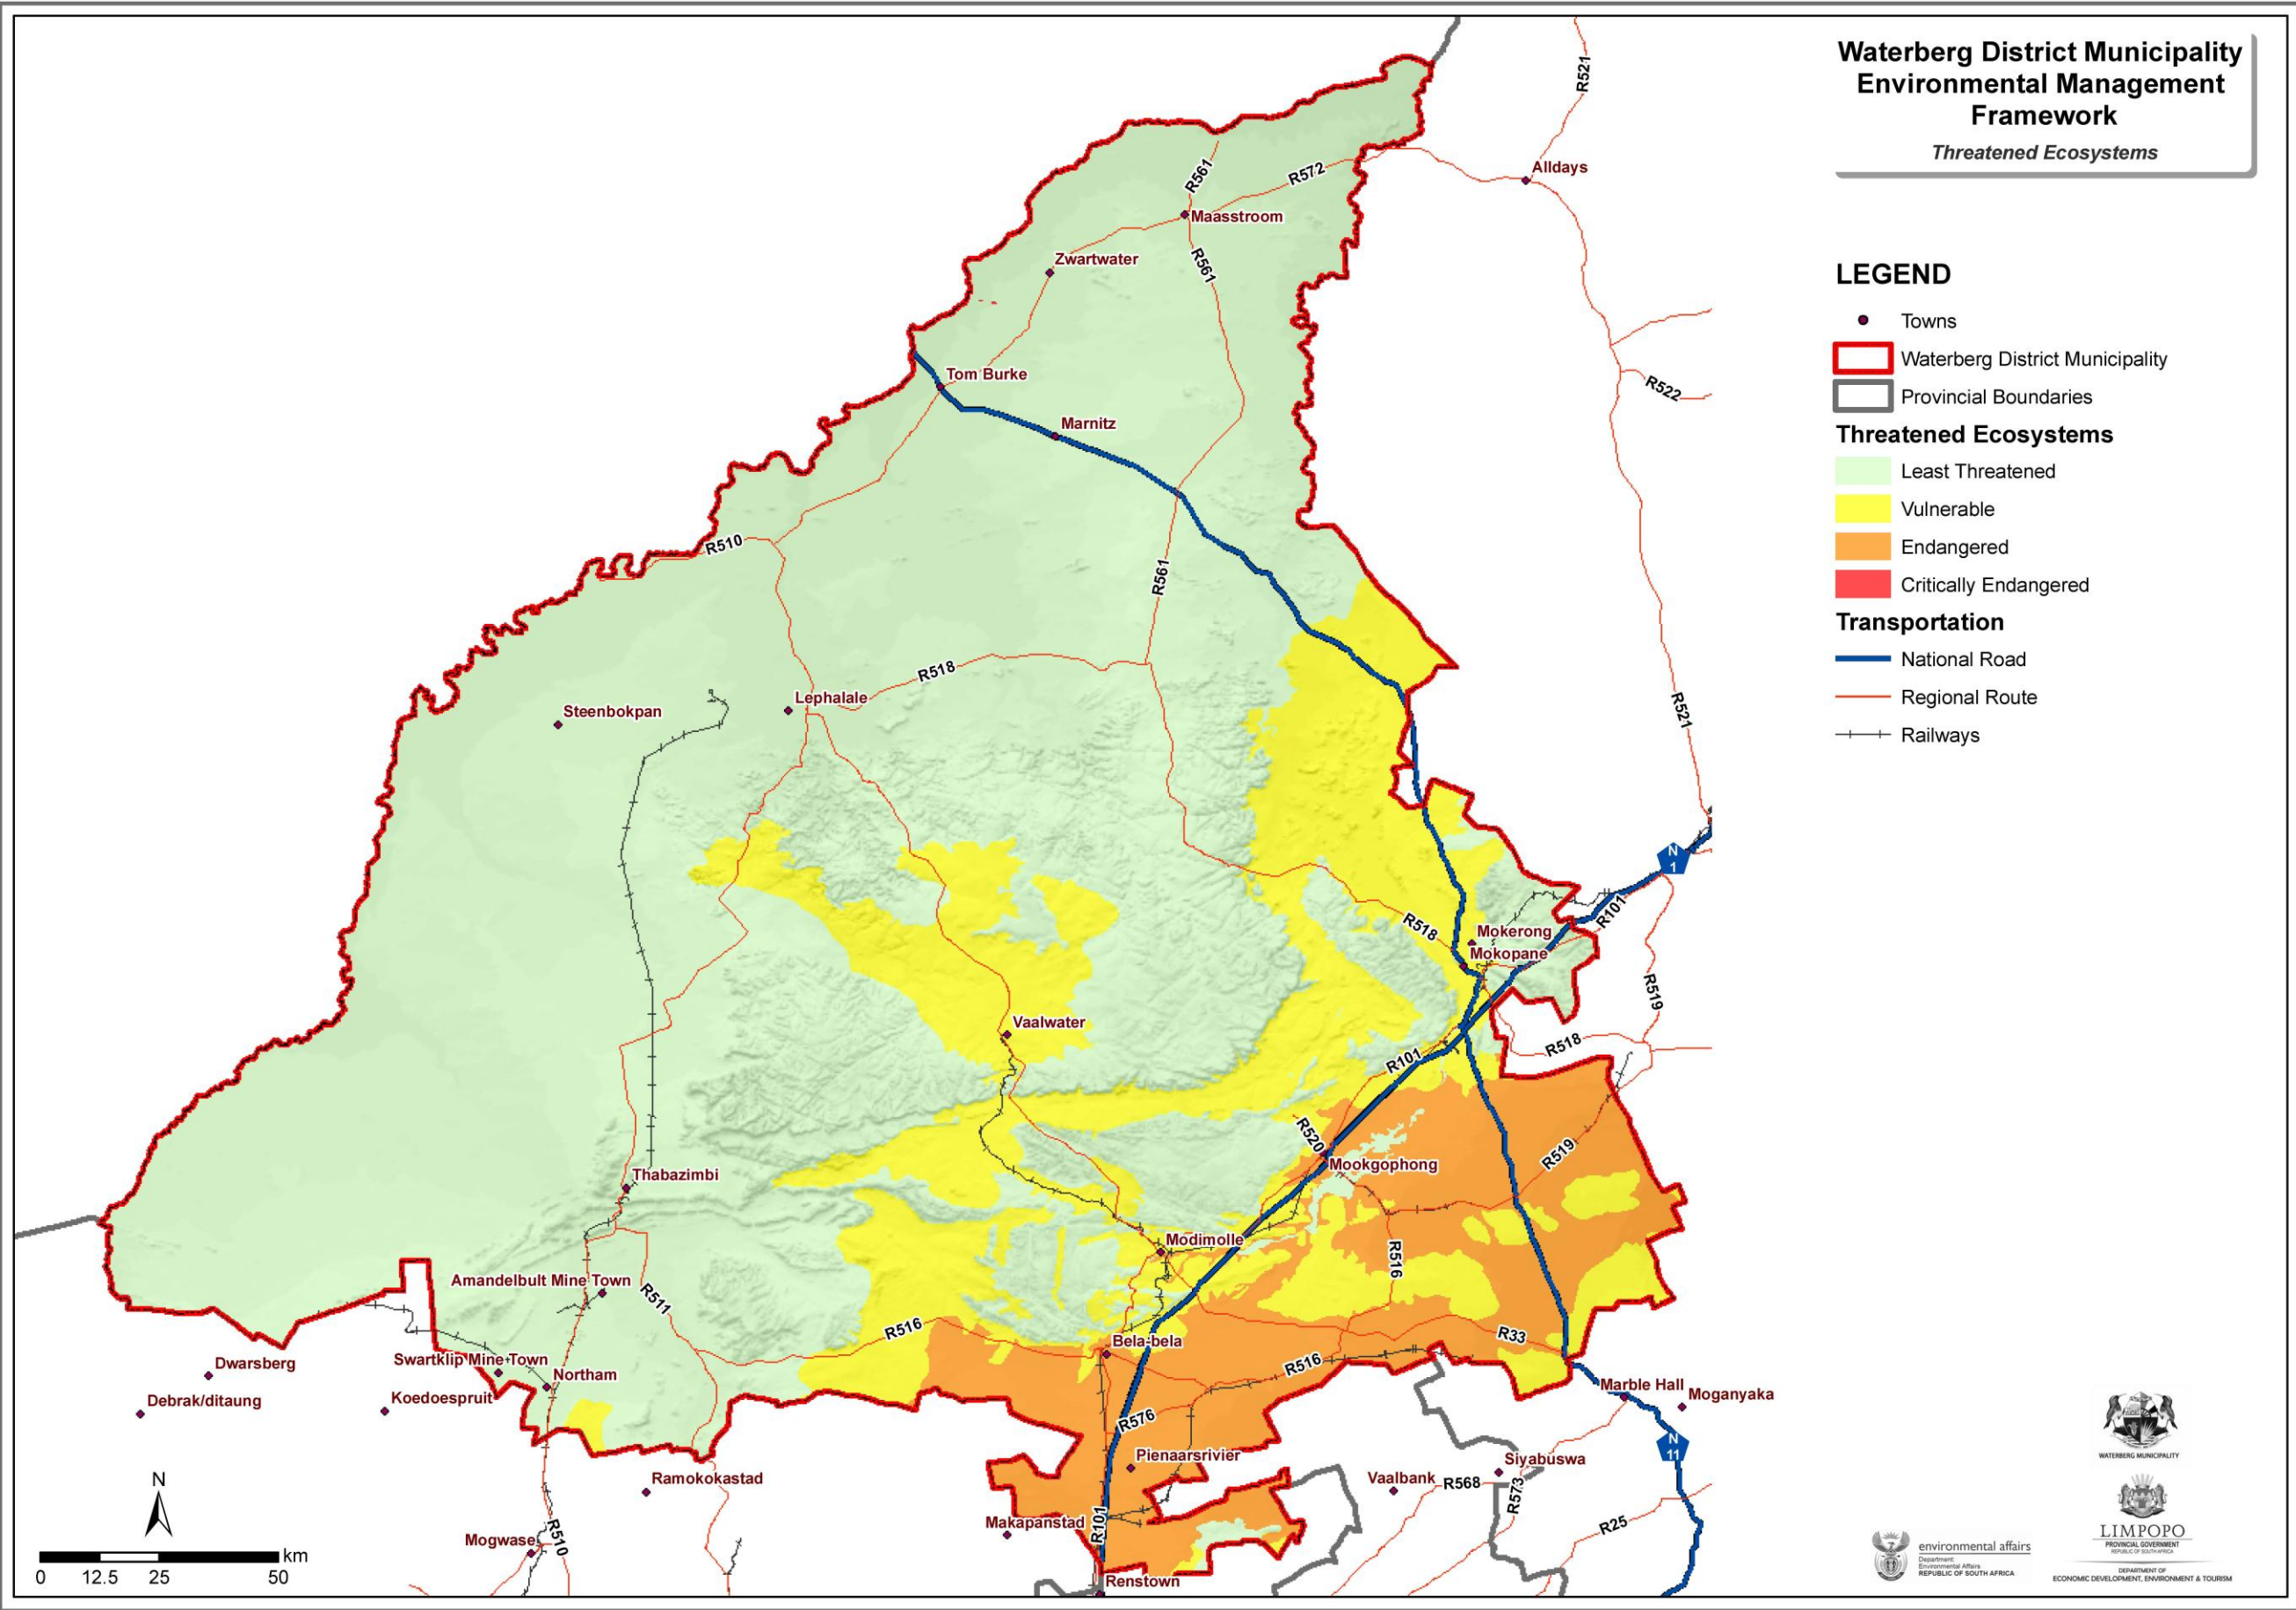 Waterberg District Municipality
Environmental Management
Framework
Threatened Ecosystems
LEGEND
Towns
Waterberg District Municipality
Provincial Boundaries
Threatened Ecosystems
Least Threatened
Vulnerable
Endangered
Critically Endangered
Transportation
National Road
Regional Route
Railways
R521
Alldays
R561
R572
Maasstroom
Zwartwater
R561
Tom Burke
R522
Marnitz
R510
R561
R518
Lephalale
Steenbokpan
R521
N
1
R101
R518
Mokerong
Mokopane
R519
Vaalwater
R518
R101
R520
R519
Mookgophong
Thabazimbi
Modimolle
R516
Amandelbult Mine Town
R511
R516
R33
Bela-bela
R516
Dwarsberg
Swartklip Mine Town
Northam
Debrak/ditaung
Koedoespruit
Marble Hall
Moganyaka
R576
N
11
Pienaarsrivier
Siyabuswa
Ramokokastad
Vaalbank
R568
R573
Makapanstad
R101
R25
Mogwase
R510
Renstown
N
km
0 12.5 25 50
WATERBERG MUNICIPALITY
LIMPOPO
PROVINCIAL GOVERNMENT
REPUBLIC OF SOUTH AFRICA
DEPARTMENT OF
ECONOMIC DEVELOPMENT, ENVIRONMENT & TOURISM
environmental affairs
Department:
Environmental Affairs
REPUBLIC OF SOUTH AFRICA